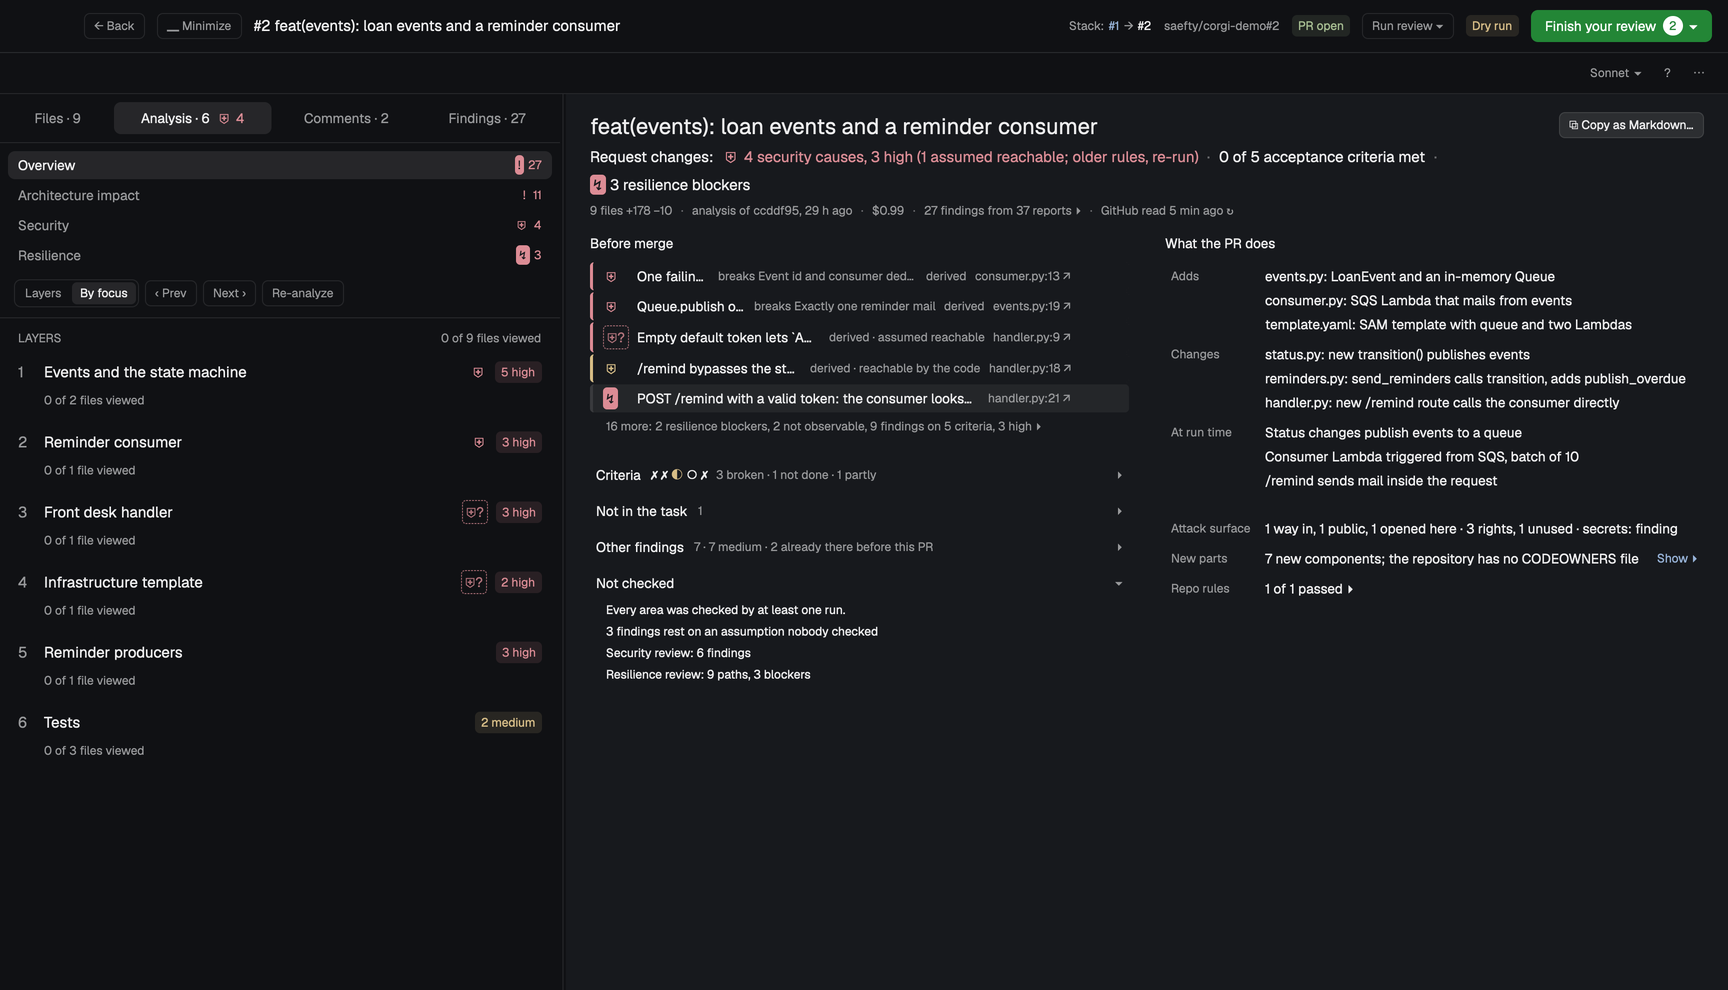 ← Back
Minimize
#2 feat(events): loan events and a reminder consumer
Stack: #1 → #2
saefty/corgi-demo#2
PR open
Run review
Dry run
Finish your review 2
Sonnet
?
Files · 9
Analysis · 6 4
Comments · 2
Findings · 27
Overview ! 27
Architecture impact ! 11
Security 4
Resilience 3
Layers
By focus
‹ Prev
Next ›
Re-analyze
LAYERS 0 of 9 files viewed
1 Events and the state machine 5 high
0 of 2 files viewed
2 Reminder consumer 3 high
0 of 1 file viewed
3 Front desk handler ? 3 high
0 of 1 file viewed
4 Infrastructure template ? 2 high
0 of 1 file viewed
5 Reminder producers 3 high
0 of 1 file viewed
6 Tests 2 medium
0 of 3 files viewed
feat(events): loan events and a reminder consumer
Copy as Markdown…
Request changes: 4 security causes, 3 high (1 assumed reachable; older rules, re-run) · 0 of 5 acceptance criteria met ·
3 resilience blockers
9 files +178 −10 · analysis of ccddf95, 29 h ago · $0.99 · 27 findings from 37 reports · GitHub read 5 min ago ↻
Before merge
One failin… breaks Event id and consumer ded… derived consumer.py:13 ↗
Queue.publish o… breaks Exactly one reminder mail derived events.py:19 ↗
? Empty default token lets `A… derived · assumed reachable handler.py:9 ↗
/remind bypasses the st… derived · reachable by the code handler.py:18 ↗
POST /remind with a valid token: the consumer looks… handler.py:21 ↗
16 more: 2 resilience blockers, 2 not observable, 9 findings on 5 criteria, 3 high
Criteria ✗✗◐○✗ 3 broken · 1 not done · 1 partly
Not in the task 1
Other findings 7 · 7 medium · 2 already there before this PR
Not checked
Every area was checked by at least one run.
3 findings rest on an assumption nobody checked
Security review: 6 findings
Resilience review: 9 paths, 3 blockers
What the PR does
Adds events.py: LoanEvent and an in-memory Queue
consumer.py: SQS Lambda that mails from events
template.yaml: SAM template with queue and two Lambdas
Changes status.py: new transition() publishes events
reminders.py: send_reminders calls transition, adds publish_overdue
handler.py: new /remind route calls the consumer directly
At run time Status changes publish events to a queue
Consumer Lambda triggered from SQS, batch of 10
/remind sends mail inside the request
Attack surface 1 way in, 1 public, 1 opened here · 3 rights, 1 unused · secrets: finding
New parts 7 new components; the repository has no CODEOWNERS file Show
Repo rules 1 of 1 passed